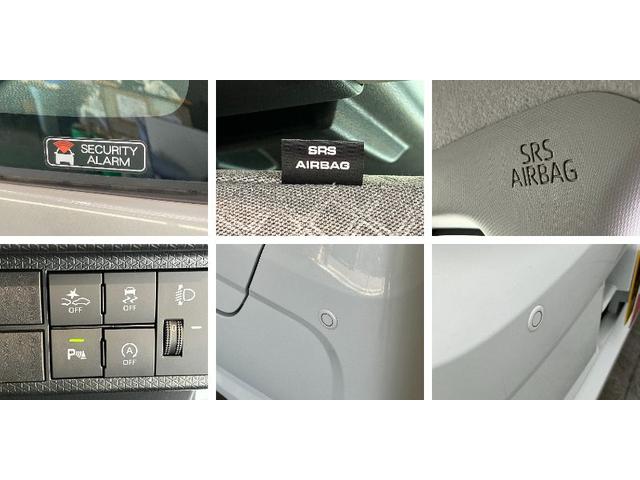 SECURITY
ALARM
SRS
AIRBAG
SRS
AIRBAG
OFF
OFF
P
A
OFF